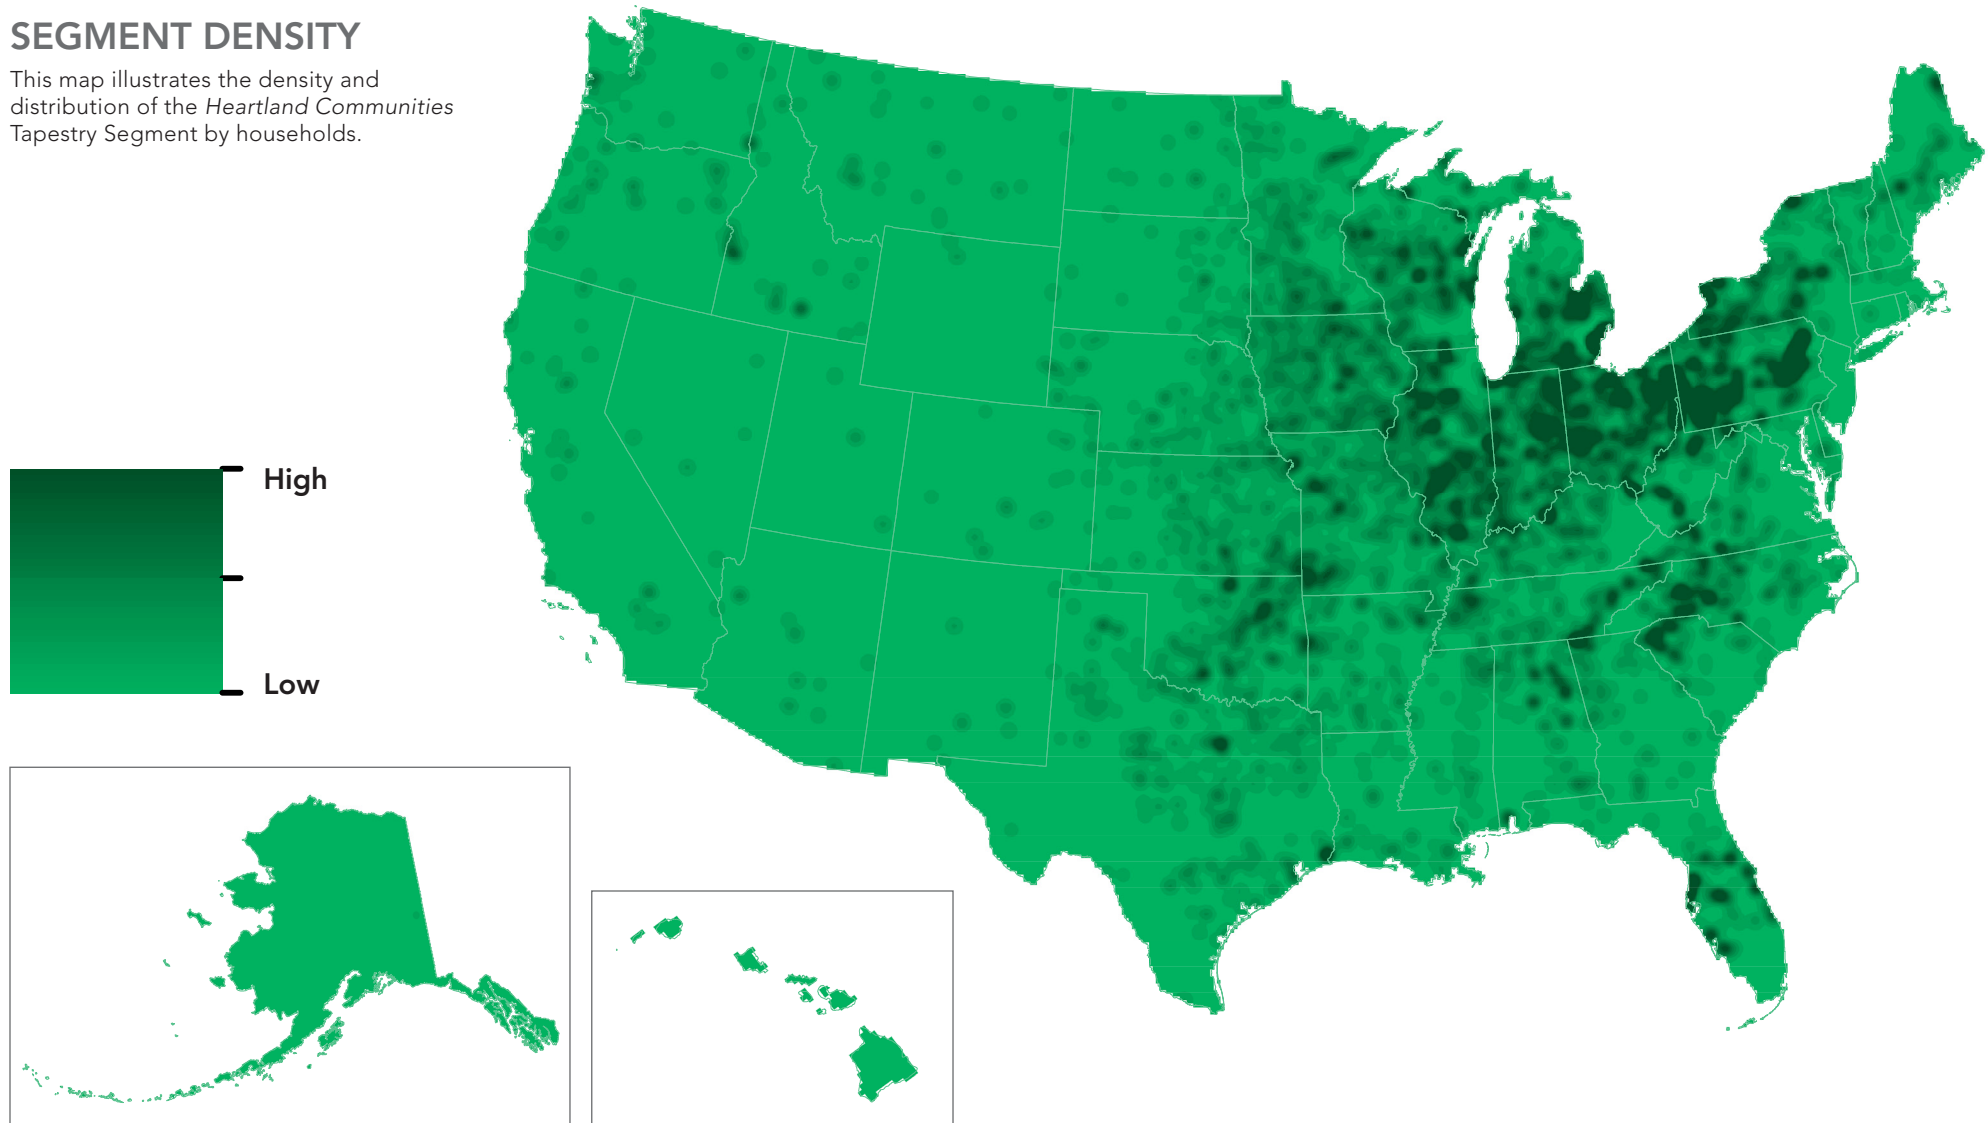 SEGMENT DENSITY
This map illustrates the density and
distribution of the Heartland Communities
Tapestry Segment by households.
High
Low